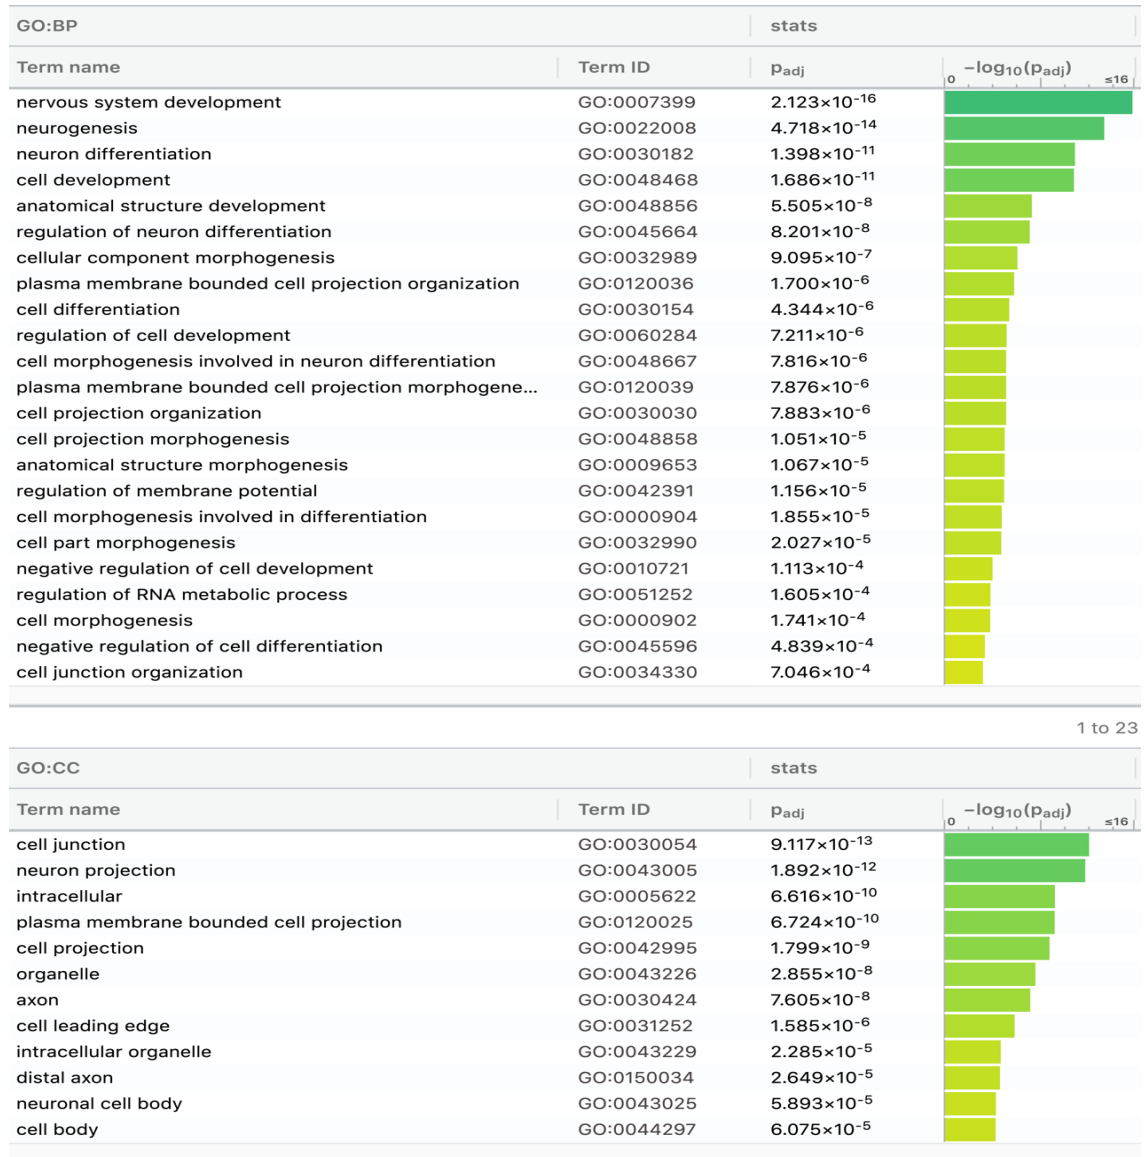 GO:BP stats
Term name Term ID padj −log10(padj)
0 ≤16
nervous system development GO:0007399 2.123×10-16
neurogenesis GO:0022008 4.718×10-14
neuron differentiation GO:0030182 1.398×10-11
cell development GO:0048468 1.686×10-11
anatomical structure development GO:0048856 5.505×10-8
regulation of neuron differentiation GO:0045664 8.201×10-8
cellular component morphogenesis GO:0032989 9.095×10-7
plasma membrane bounded cell projection organization GO:0120036 1.700×10-6
cell differentiation GO:0030154 4.344×10-6
regulation of cell development GO:0060284 7.211×10-6
cell morphogenesis involved in neuron differentiation GO:0048667 7.816×10-6
plasma membrane bounded cell projection morphogene... GO:0120039 7.876×10-6
cell projection organization GO:0030030 7.883×10-6
cell projection morphogenesis GO:0048858 1.051×10-5
anatomical structure morphogenesis GO:0009653 1.067×10-5
regulation of membrane potential GO:0042391 1.156×10-5
cell morphogenesis involved in differentiation GO:0000904 1.855×10-5
cell part morphogenesis GO:0032990 2.027×10-5
negative regulation of cell development GO:0010721 1.113×10-4
regulation of RNA metabolic process GO:0051252 1.605×10-4
cell morphogenesis GO:0000902 1.741×10-4
negative regulation of cell differentiation GO:0045596 4.839×10-4
cell junction organization GO:0034330 7.046×10-4
1 to 23
GO:CC stats
Term name Term ID padj −log10(padj)
0 ≤16
cell junction GO:0030054 9.117×10-13
neuron projection GO:0043005 1.892×10-12
intracellular GO:0005622 6.616×10-10
plasma membrane bounded cell projection GO:0120025 6.724×10-10
cell projection GO:0042995 1.799×10-9
organelle GO:0043226 2.855×10-8
axon GO:0030424 7.605×10-8
cell leading edge GO:0031252 1.585×10-6
intracellular organelle GO:0043229 2.285×10-5
distal axon GO:0150034 2.649×10-5
neuronal cell body GO:0043025 5.893×10-5
cell body GO:0044297 6.075×10-5